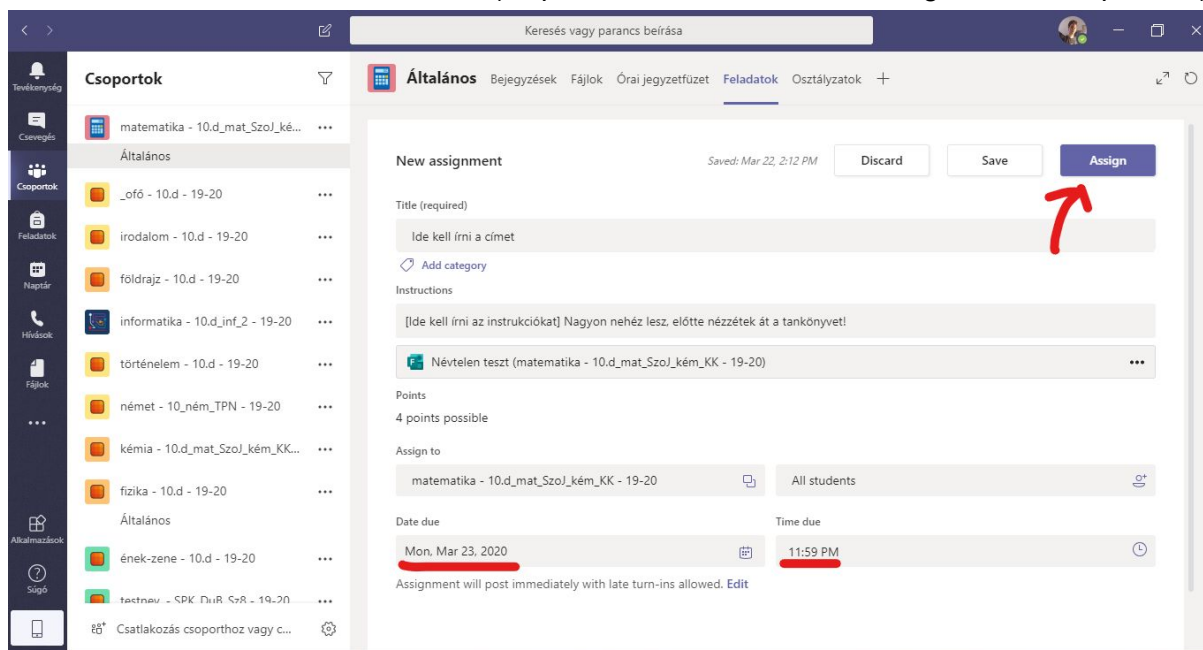 Keresés vagy parancs beírása
Tevékenység
Csevegés
Csoportok
Feladatok
Naptár
Hívások
Fájlok
Alkalmazások
Súgó
Csoportok
matematika - 10.d_mat_SzoJ_ké...
Általános
_ofő - 10.d - 19-20
irodalom - 10.d - 19-20
földrajz - 10.d - 19-20
informatika - 10.d_inf_2 - 19-20
történelem - 10.d - 19-20
német - 10_ném_TPN - 19-20
kémia - 10.d_mat_SzoJ_kém_KK...
fizika - 10.d - 19-20
Általános
ének-zene - 10.d - 19-20
testnev. - SPK_DuB_Sz8 - 19-20
Csatlakozás csoporthoz vagy c...
Általános Bejegyzések Fájlok Órai jegyzetfüzet Feladatok Osztályzatok
New assignment Saved: Mar 22, 2:12 PM Discard Save Assign
Title (required)
Ide kell írni a címet
Add category
Instructions
[Ide kell írni az instrukciókat] Nagyon nehéz lesz, előtte nézzétek át a tankönyvet!
Névtelen teszt (matematika - 10.d_mat_SzoJ_kém_KK - 19-20)
Points
4 points possible
Assign to
matematika - 10.d_mat_SzoJ_kém_KK - 19-20 All students
Date due Time due
Mon, Mar 23, 2020 11:59 PM
Assignment will post immediately with late turn-ins allowed. Edit